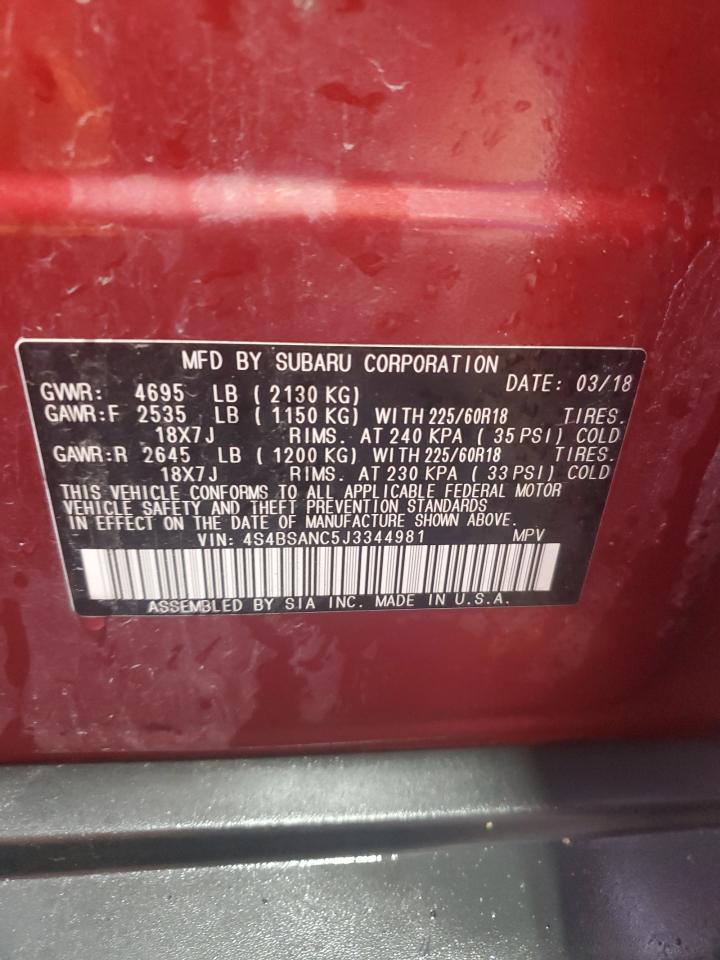 MFD BY SUBARU CORPORATION
DATE: 03/18
GVWR: 4695 LB ( 2130 KG)
GAWR:F 2535 LB ( 1150 KG) WITH 225/60R18 TIRES.
18X7J RIMS. AT 240 KPA ( 35 PSI) COLD
GAWR:R 2645 LB ( 1200 KG) WITH 225/60R18 TIRES.
18X7J RIMS. AT 230 KPA ( 33 PSI) COLD
THIS VEHICLE CONFORMS TO ALL APPLICABLE FEDERAL MOTOR
VEHICLE SAFETY AND THEFT PREVENTION STANDARDS
IN EFFECT ON THE DATE OF MANUFACTURE SHOWN ABOVE.
VIN: 4S4BSANC5J3344981 MPV
ASSEMBLED BY SIA INC. MADE IN U.S.A.